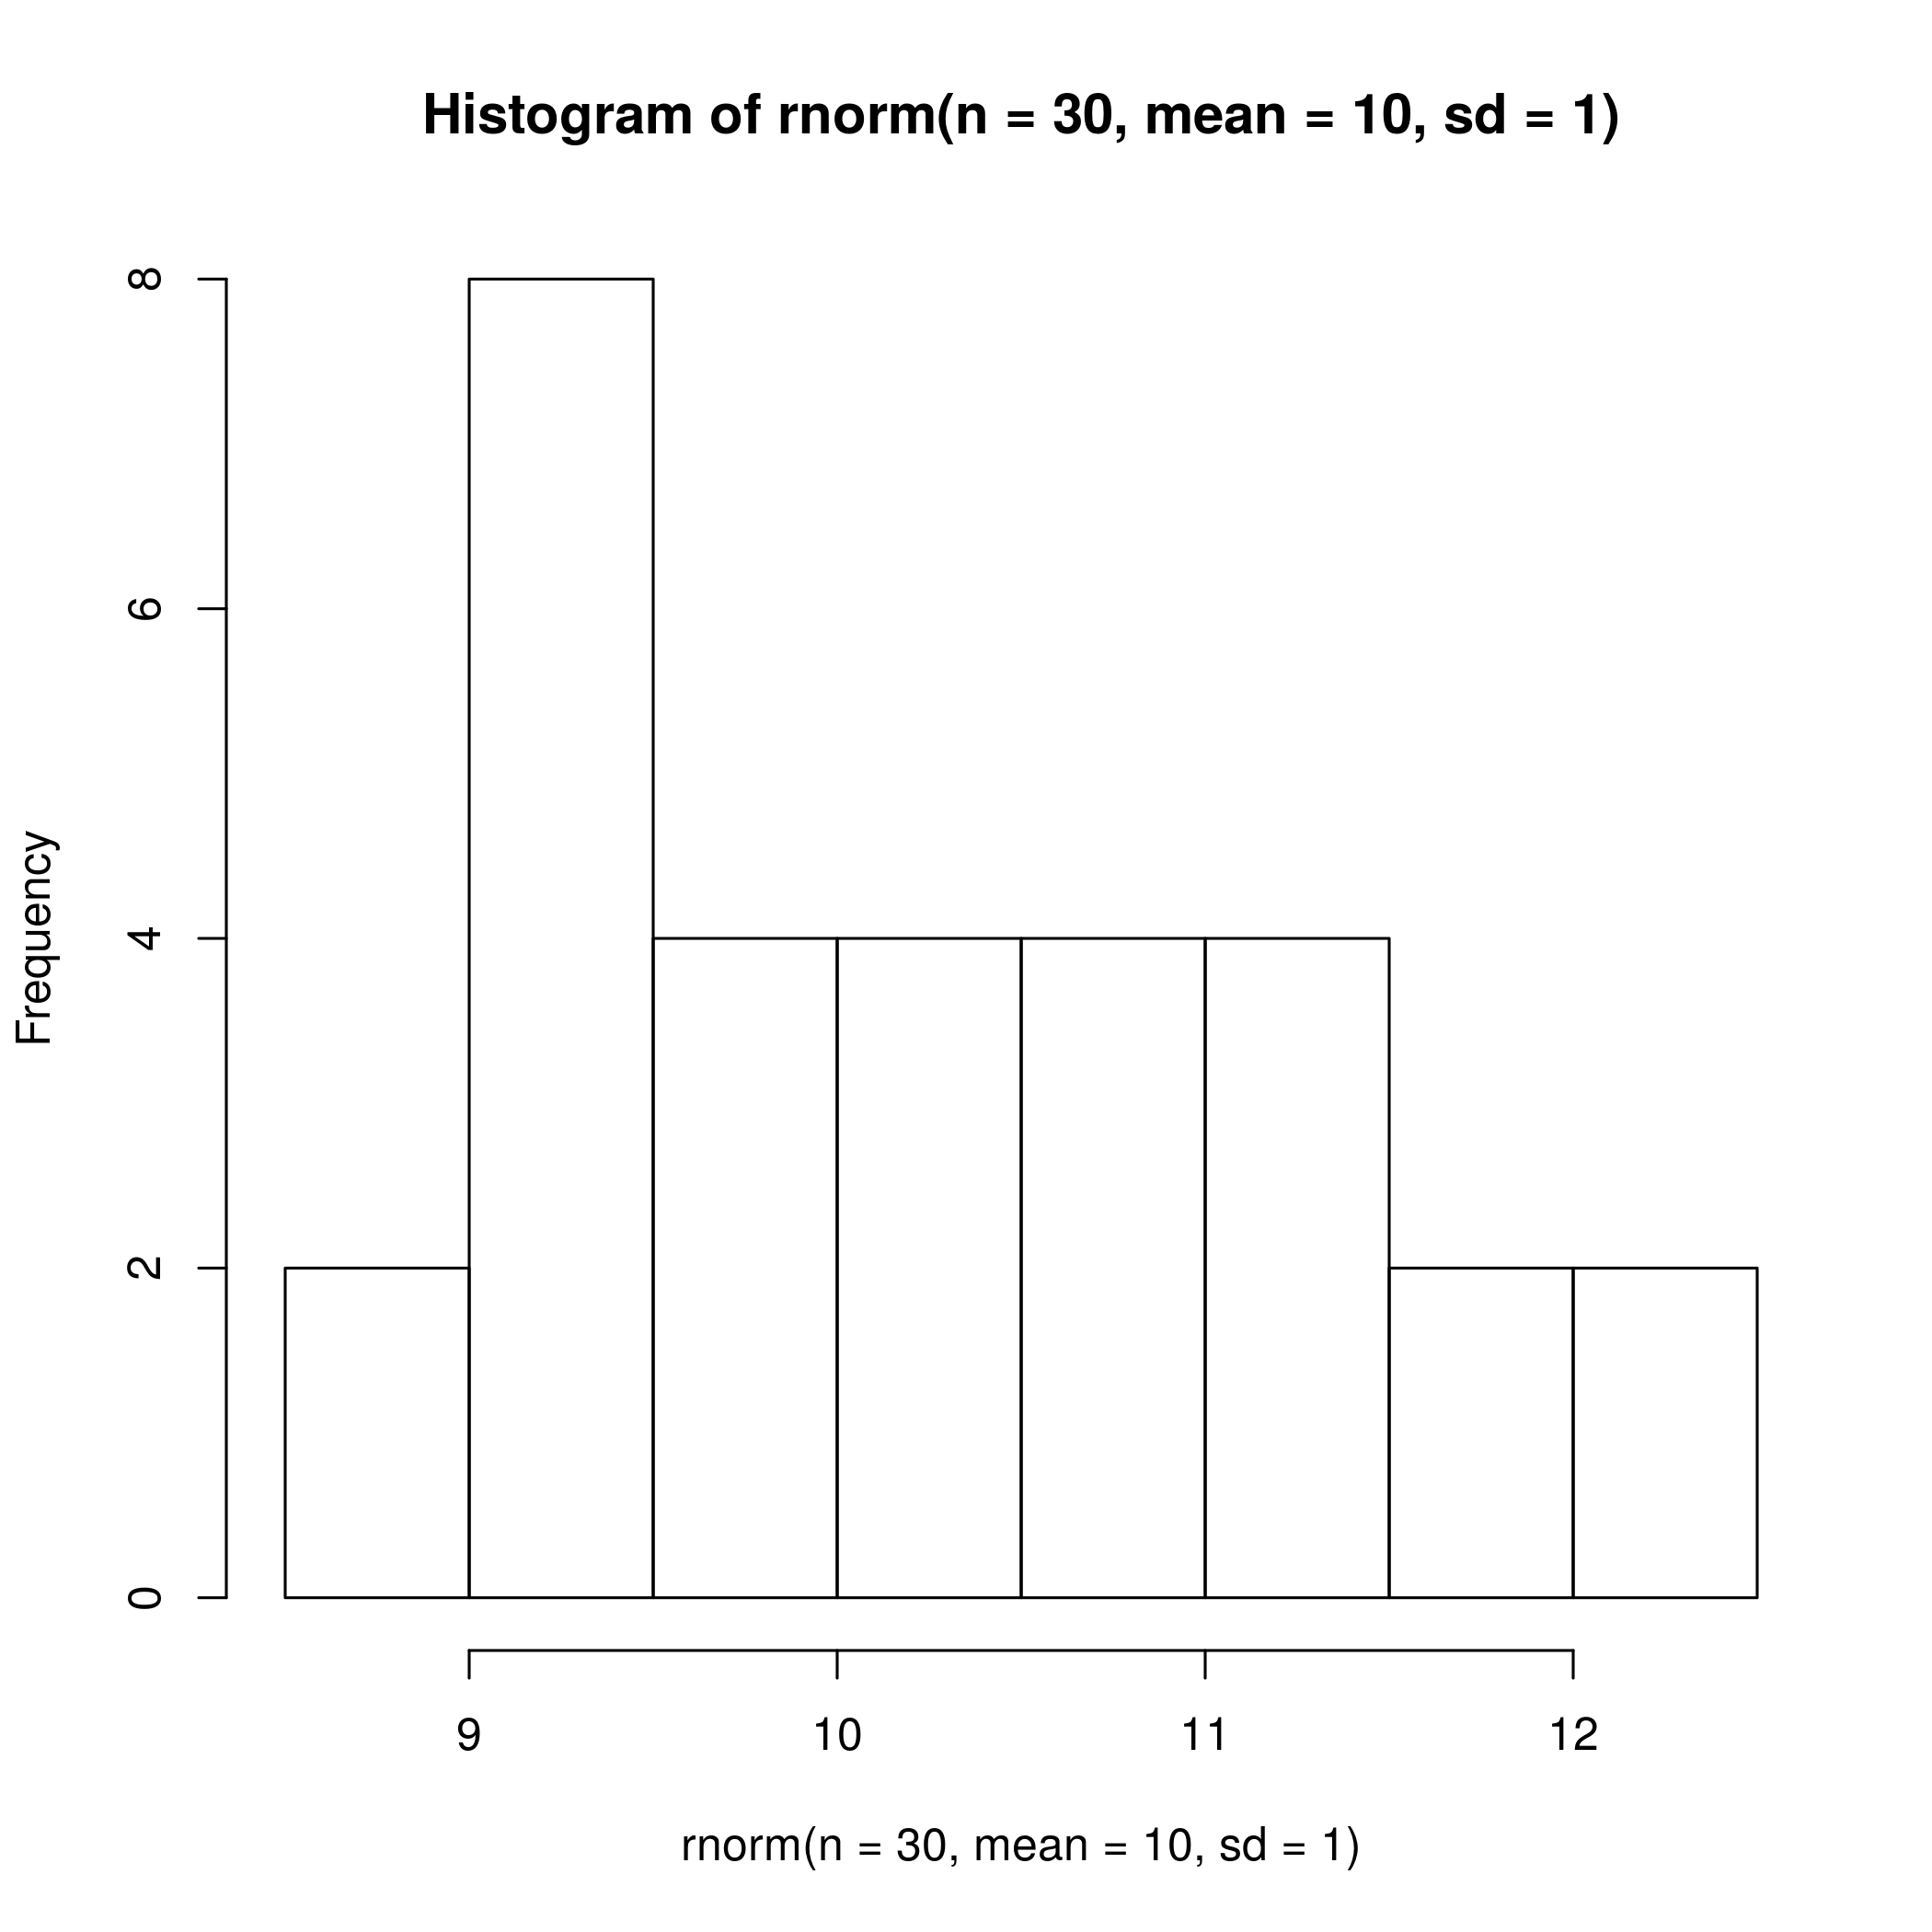 Histogram of rnorm(n = 30, mean = 10, sd = 1)
8
6
4
2
0
Frequency
9 10 11 12
rnorm(n = 30, mean = 10, sd = 1)